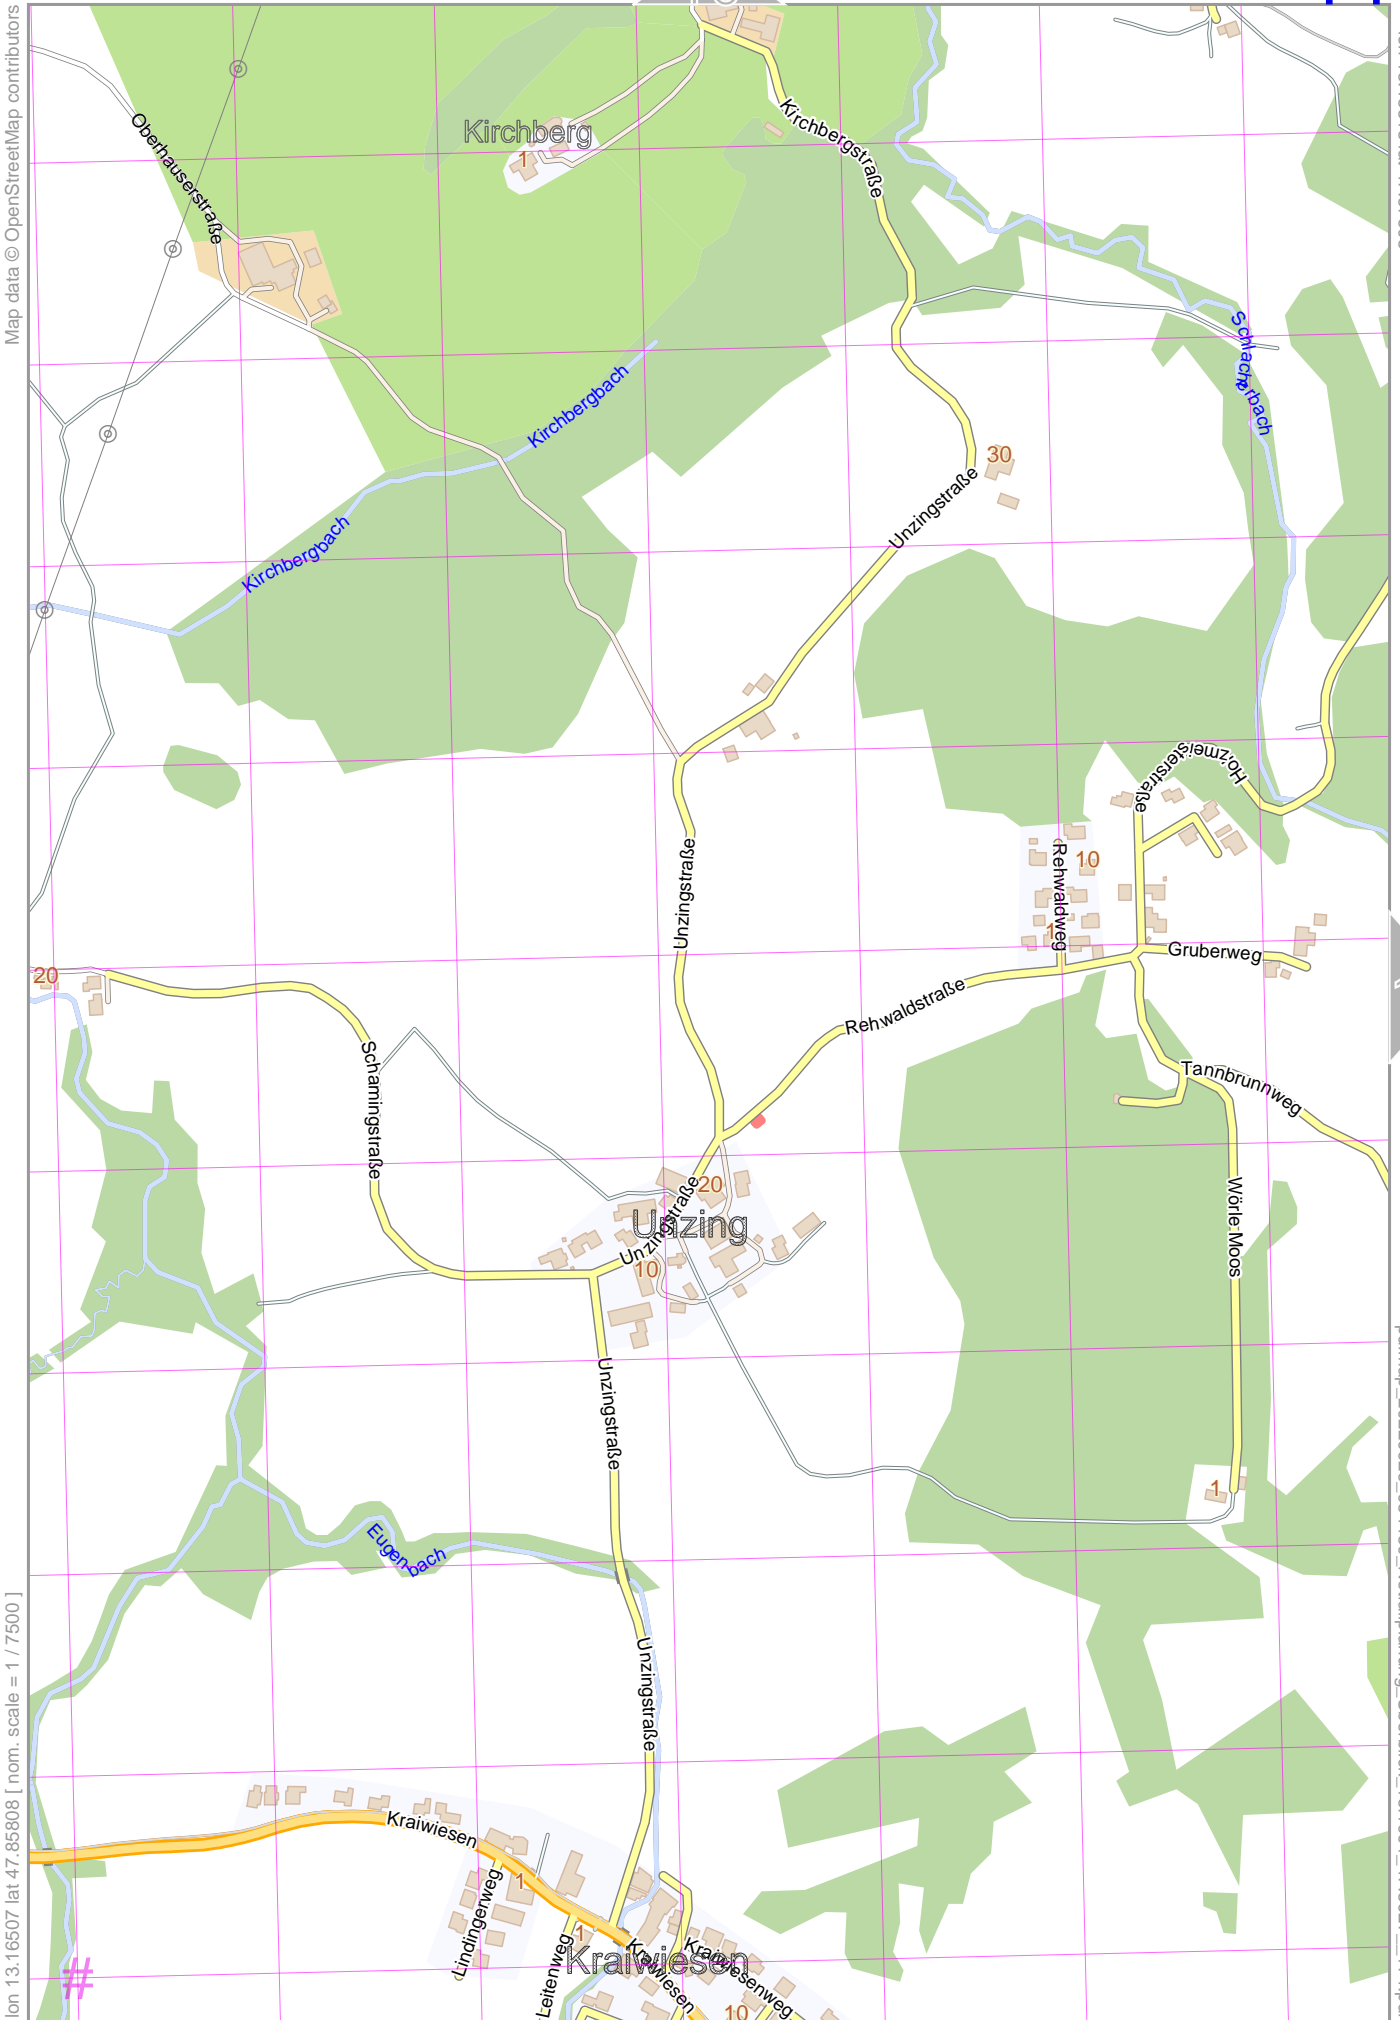 Map data © OpenStreetMap contributors
Kirchberg
1
Kirchbergstraße
Oberhauserstraße
Schlacherbach
Kirchbergbach
30
Unzingstraße
Kirchbergbach
Holzmeisterstraße
Rehwaldweg
10
1
Unzingstraße
Gruberweg
20
Rehwaldstraße
Schamingstraße
Tannbrunnweg
20
Unzingstraße
Unzing
10
Wörle Moos
Unzingstraße
1
Eugenbach
Unzingstraße
Kraiwiesen
1
Lindingerweg
1
Kraiwiesen
Kraiwiesen
Kraiwiesenweg
Leitenweg
10
#
lon 13.16507 lat 47.85808 [ nom. scale = 1 / 7500 ]